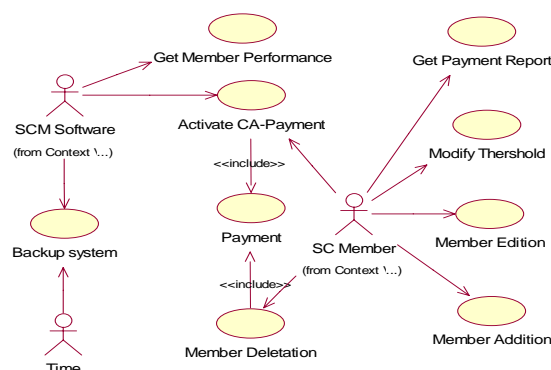 Get Member Performance
Get Payment Report
SCM Software
(from Context \...)
Activate CA-Payment
Modify Thershold
<<include>>
Backup system
Payment
SC Member
(from Context \...)
Member Edition
<<include>>
Member Deletation
Member Addition
Time